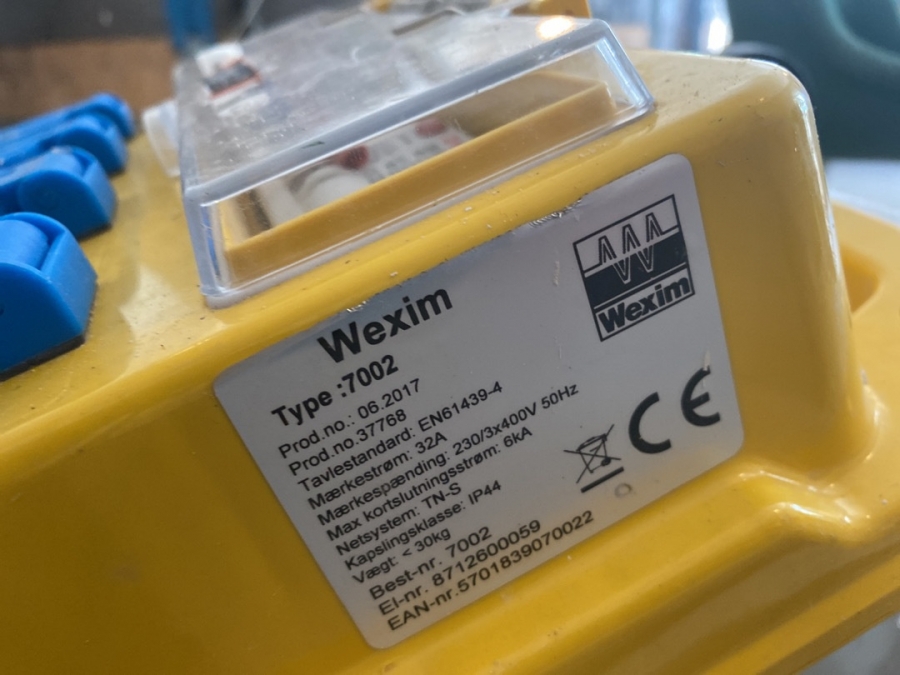 Wexim
Wexim
Type :7002
Prod.no.: 06.2017
Prod.no.37768
Tavlestandard: EN61439-4
Mærkestrøm: 32A
Mærkespænding: 230/3x400V 50Hz
Max kortslutningsstrøm: 6kA
Netsystem: TN-S
Kapslingsklasse: IP44
Vægt: < 30kg
CE
Best-nr. 7002
El-nr. 8712600059
EAN-nr.5701839070022